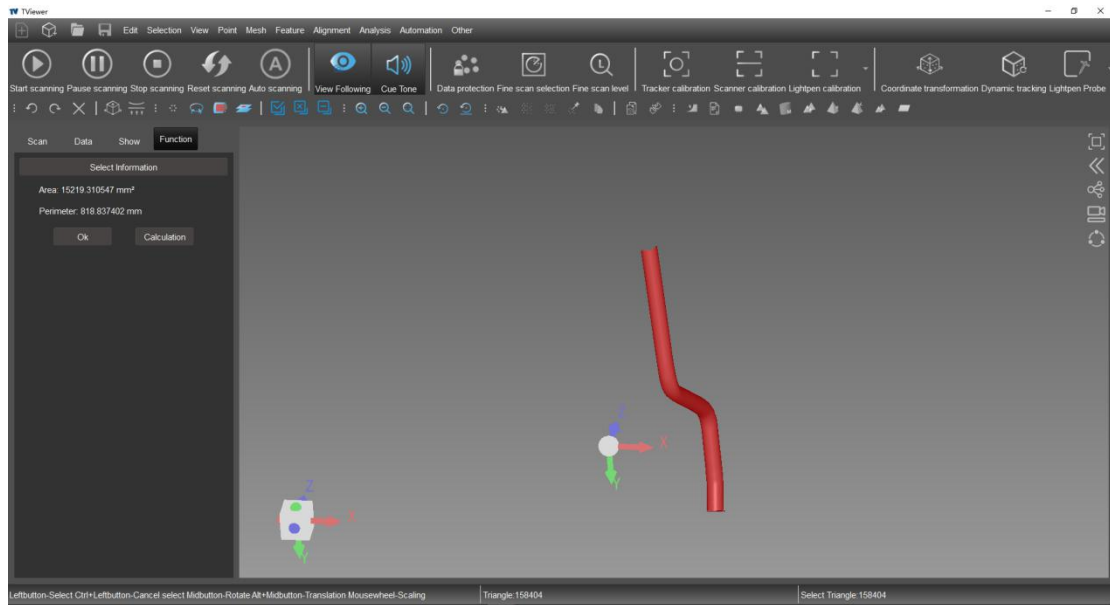 TViewer
Edit Selection View Point Mesh Feature Alignment Analysis Automation Other
Start scanning Pause scanning Stop scanning Reset scanning Auto scanning View Following Cue Tone Data protection Fine scan selection Fine scan level Tracker calibration Scanner calibration Lightpen calibration Coordinate transformation Dynamic tracking Lightpen Probe
Scan Data Show Function
Select Information
Area: 15219.310547 mm²
Perimeter: 818.837402 mm
Ok Calculation
Z
X
Y
Z
X
Y
Leftbutton-Select Ctrl+Leftbutton-Cancel select Midbutton-Rotate Alt+Midbutton-Translation Mousewheel-Scaling Triangle:158404 Select Triangle:158404